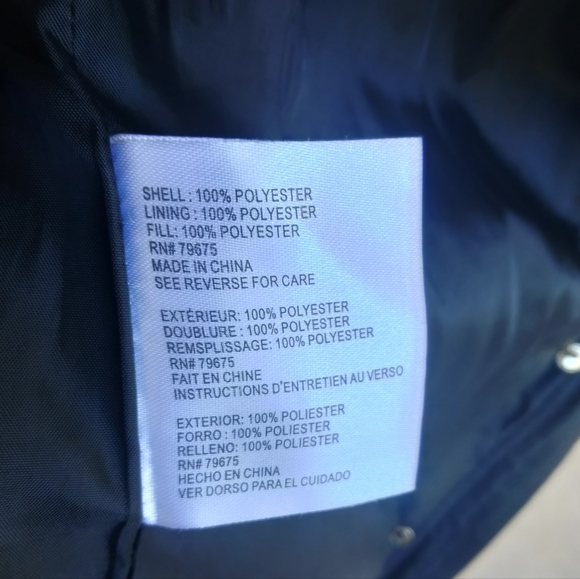 SHELL : 100% POLYESTER
LINING : 100% POLYESTER
FILL: 100% POLYESTER
RN# 79675
MADE IN CHINA
SEE REVERSE FOR CARE
EXTÉRIEUR: 100% POLYESTER
DOUBLURE : 100% POLYESTER
REMSPLISSAGE: 100% POLYESTER
RN# 79675
FAIT EN CHINE
INSTRUCTIONS D'ENTRETIEN AU VERSO
EXTERIOR: 100% POLIESTER
FORRO : 100% POLIESTER
RELLENO: 100% POLIESTER
RN# 79675
HECHO EN CHINA
VER DORSO PARA EL CUIDADO